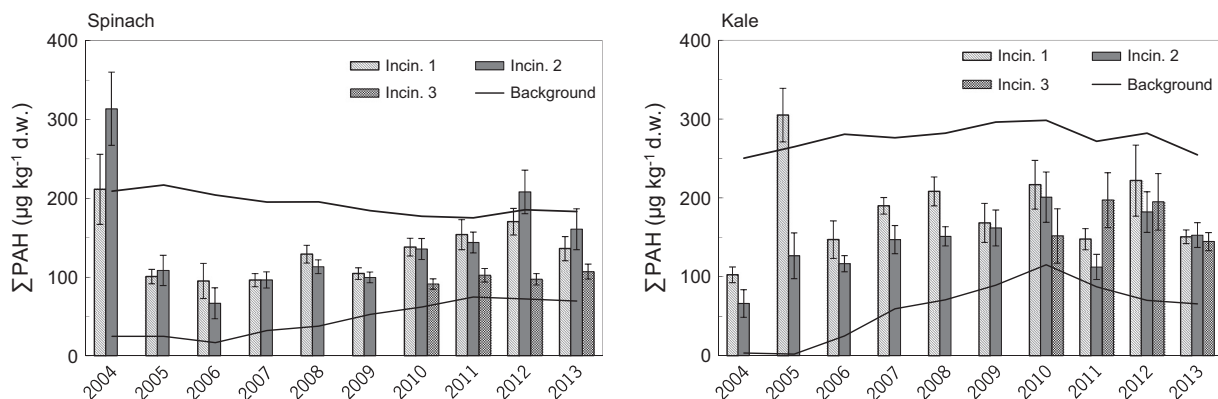 Spinach
∑ PAH (µg kg⁻¹ d.w.)
400
300
200
100
0
Incin. 1
Incin. 2
Incin. 3
Background
2004 2005 2006 2007 2008 2009 2010 2011 2012 2013
Kale
∑ PAH (µg kg⁻¹ d.w.)
400
300
200
100
0
Incin. 1
Incin. 2
Incin. 3
Background
2004 2005 2006 2007 2008 2009 2010 2011 2012 2013